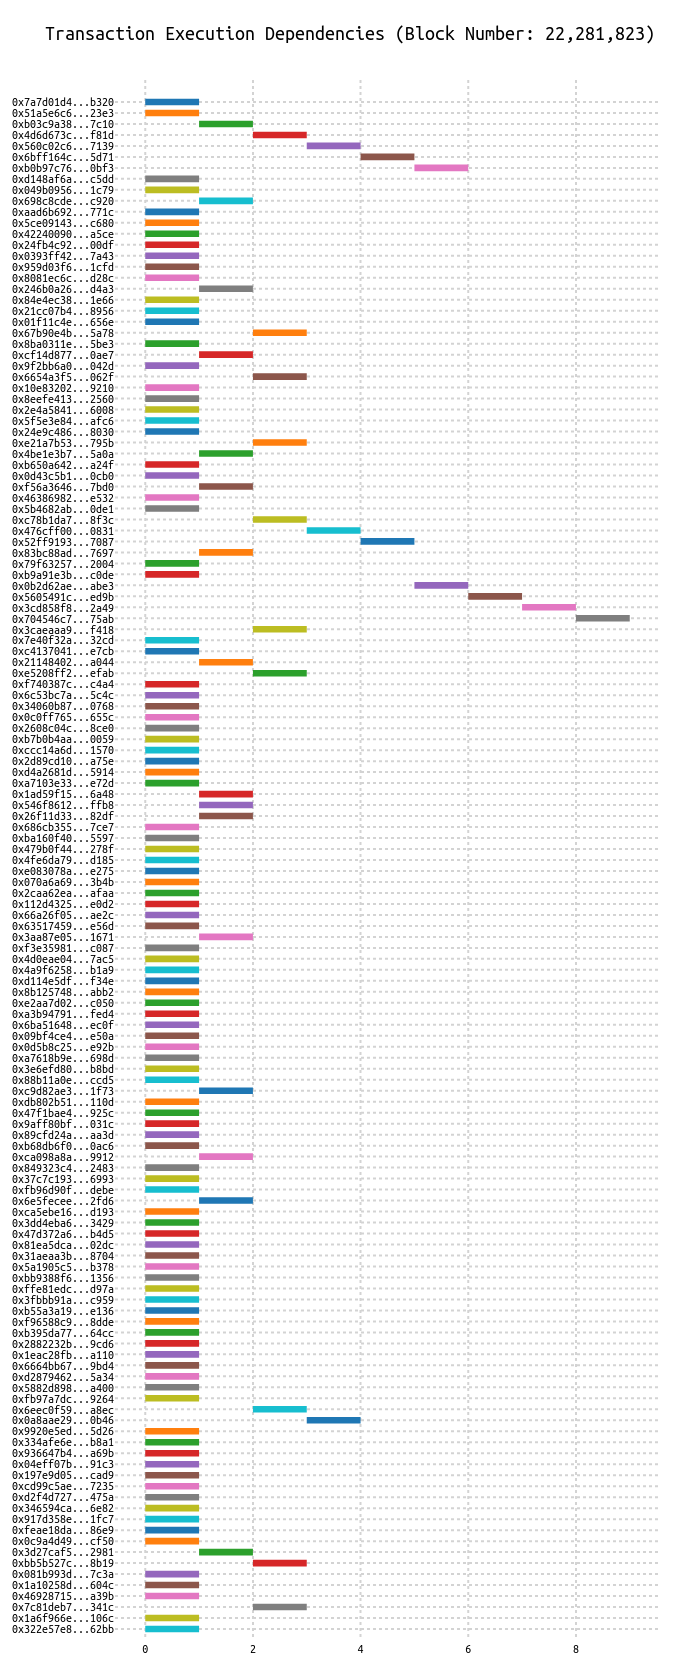 Transaction Execution Dependencies (Block Number: 22,281,823)
0x7a7d01d4...b320
0x51a5e6c6...23e3
0xb03c9a38...7c10
0x4d6d673c...f81d
0x560c02c6...7139
0x6bff164c...5d71
0xb0b97c76...0bf3
0xd148af6a...c5dd
0x049b0956...1c79
0x698c8cde...c920
0xaad6b692...771c
0x5ce09143...c680
0x42240090...a5ce
0x24fb4c92...00df
0x0393ff42...7a43
0x959d03f6...1cfd
0x8081ec6c...d28c
0x246b0a26...d4a3
0x84e4ec38...1e66
0x21cc07b4...8956
0x01f11c4e...656e
0x67b90e4b...5a78
0x8ba0311e...5be3
0xcf14d877...0ae7
0x9f2bb6a0...042d
0x6654a3f5...062f
0x10e83202...9210
0x8eefe413...2560
0x2e4a5841...6008
0x5f5e3e84...afc6
0x24e9c486...8030
0xe21a7b53...795b
0x4be1e3b7...5a0a
0xb650a642...a24f
0x0d43c5b1...0cb0
0xf56a3646...7bd0
0x46386982...e532
0x5b4682ab...0de1
0xc78b1da7...8f3c
0x476cff00...0831
0x52ff9193...7087
0x83bc88ad...7697
0x79f63257...2004
0xb9a91e3b...c0de
0x0b2d62ae...abe3
0x5605491c...ed9b
0x3cd858f8...2a49
0x704546c7...75ab
0x3caeaaa9...f418
0x7e40f32a...32cd
0xc4137041...e7cb
0x21148402...a044
0xe5208ff2...efab
0xf740387c...c4a4
0x6c53bc7a...5c4c
0x34060b87...0768
0x0c0ff765...655c
0x2608c04c...8ce0
0xb7b0b4aa...0059
0xccc14a6d...1570
0x2d89cd10...a75e
0xd4a2681d...5914
0xa7103e33...e72d
0x1ad59f15...6a48
0x546f8612...ffb8
0x26f11d33...82df
0x686cb355...7ce7
0xba160f40...5597
0x479b0f44...278f
0x4fe6da79...d185
0xe083078a...e275
0x070a6a69...3b4b
0x2caa62ea...afaa
0x112d4325...e0d2
0x66a26f05...ae2c
0x63517459...e56d
0x3aa87e05...1671
0xf3e35981...c087
0x4d0eae04...7ac5
0x4a9f6258...b1a9
0xd114e5df...f34e
0x8b125748...abb2
0xe2aa7d02...c050
0xa3b94791...fed4
0x6ba51648...ec0f
0x09bf4ce4...e50a
0x0d5b8c25...e92b
0xa7618b9e...698d
0x3e6efd80...b8bd
0x88b11a0e...ccd5
0xc9d82ae3...1f73
0xdb802b51...110d
0x47f1bae4...925c
0x9aff80bf...031c
0x89cfd24a...aa3d
0xb68db6f0...0ac6
0xca098a8a...9912
0x849323c4...2483
0x37c7c193...6993
0xfb96d90f...debe
0x6e5fecee...2fd6
0xca5ebe16...d193
0x3dd4eba6...3429
0x47d372a6...b4d5
0x81ea5dca...02dc
0x31aeaa3b...8704
0x5a1905c5...b378
0xbb9388f6...1356
0xffe81edc...d97a
0x3fbbb91a...c959
0xb55a3a19...e136
0xf96588c9...8dde
0xb395da77...64cc
0x2882232b...9cd6
0x1eac28fb...a110
0x6664bb67...9bd4
0xd2879462...5a34
0x5882d898...a400
0xfb97a7dc...9264
0x6eec0f59...a8ec
0x0a8aae29...0b46
0x9920e5ed...5d26
0x334afe6e...b8a1
0x936647b4...a69b
0x04eff07b...91c3
0x197e9d05...cad9
0xcd99c5ae...7235
0xd2f4d727...475a
0x346594ca...6e82
0x917d358e...1fc7
0xfeae18da...86e9
0x0c9a4d49...cf50
0x3d27caf5...2981
0xbb5b527c...8b19
0x081b993d...7c3a
0x1a10258d...604c
0x46928715...a39b
0x7c81deb7...341c
0x1a6f966e...106c
0x322e57e8...62bb
0 2 4 6 8